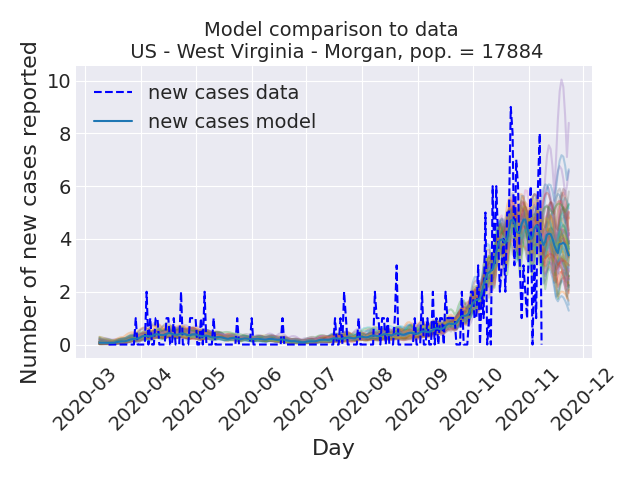 Model comparison to data
US - West Virginia - Morgan, pop. = 17884
Number of new cases reported
10
8
6
4
2
0
new cases data
new cases model
2020-03
2020-04
2020-05
2020-06
2020-07
2020-08
2020-09
2020-10
2020-11
2020-12
Day